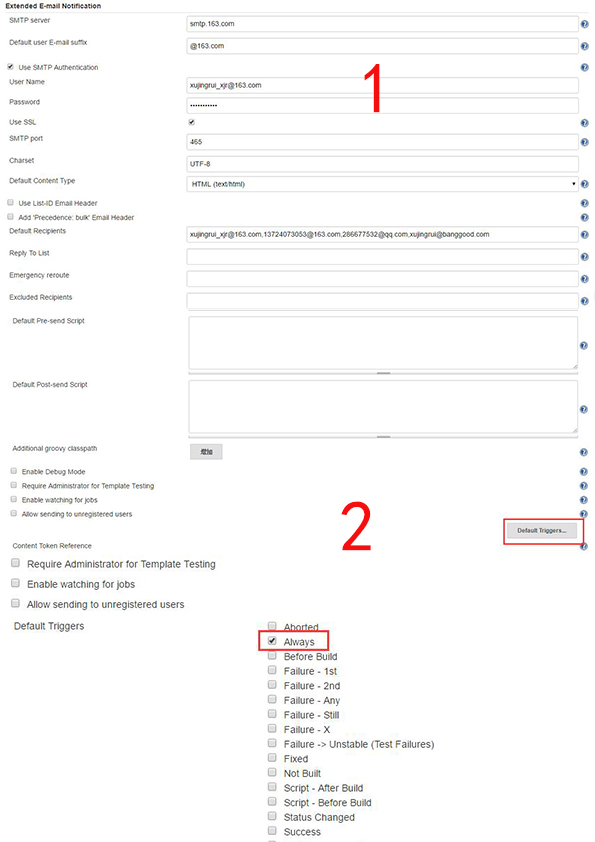 Extended E-mail Notification
SMTP server
smtp.163.com
Default user E-mail suffix
@163.com
Use SMTP Authentication
1
User Name
xujingrui_xjr@163.com
Password
•••••••••••
Use SSL
SMTP port
465
Charset
UTF-8
Default Content Type
HTML (text/html)
Use List-ID Email Header
Add 'Precedence: bulk' Email Header
Default Recipients
xujingrui_xjr@163.com,13724073053@163.com,286677532@qq.com,xujingrui@banggood.com
Reply To List
Emergency reroute
Excluded Recipients
Default Pre-send Script
Default Post-send Script
Additional groovy classpath
增加
Enable Debug Mode
Require Administrator for Template Testing
Enable watching for jobs
Allow sending to unregistered users
2
Default Triggers...
Content Token Reference
Require Administrator for Template Testing
Enable watching for jobs
Allow sending to unregistered users
Default Triggers
Aborted
Always
Before Build
Failure - 1st
Failure - 2nd
Failure - Any
Failure - Still
Failure - X
Failure -> Unstable (Test Failures)
Fixed
Not Built
Script - After Build
Script - Before Build
Status Changed
Success